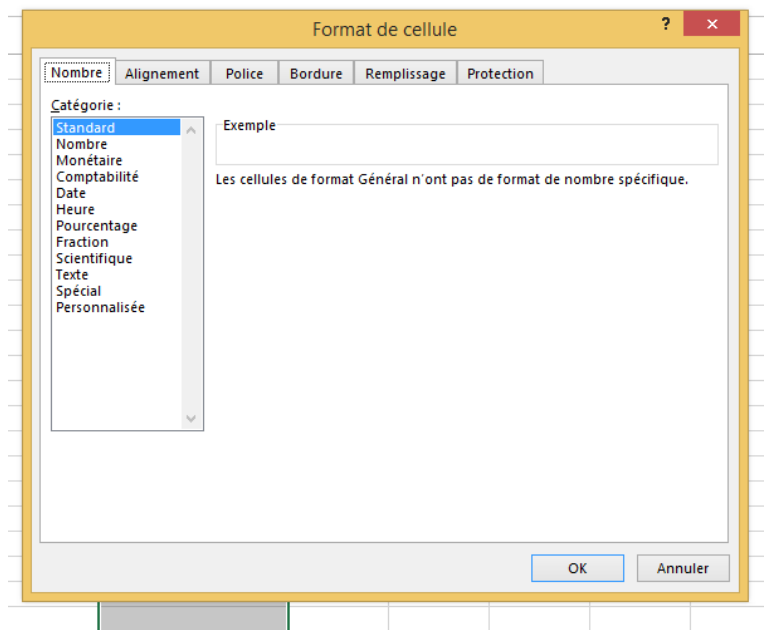 Format de cellule
?
Nombre Alignement Police Bordure Remplissage Protection
Catégorie :
Exemple
Standard
Nombre
Monétaire
Comptabilité
Date
Heure
Pourcentage
Fraction
Scientifique
Texte
Spécial
Personnalisée
Les cellules de format Général n'ont pas de format de nombre spécifique.
OK Annuler